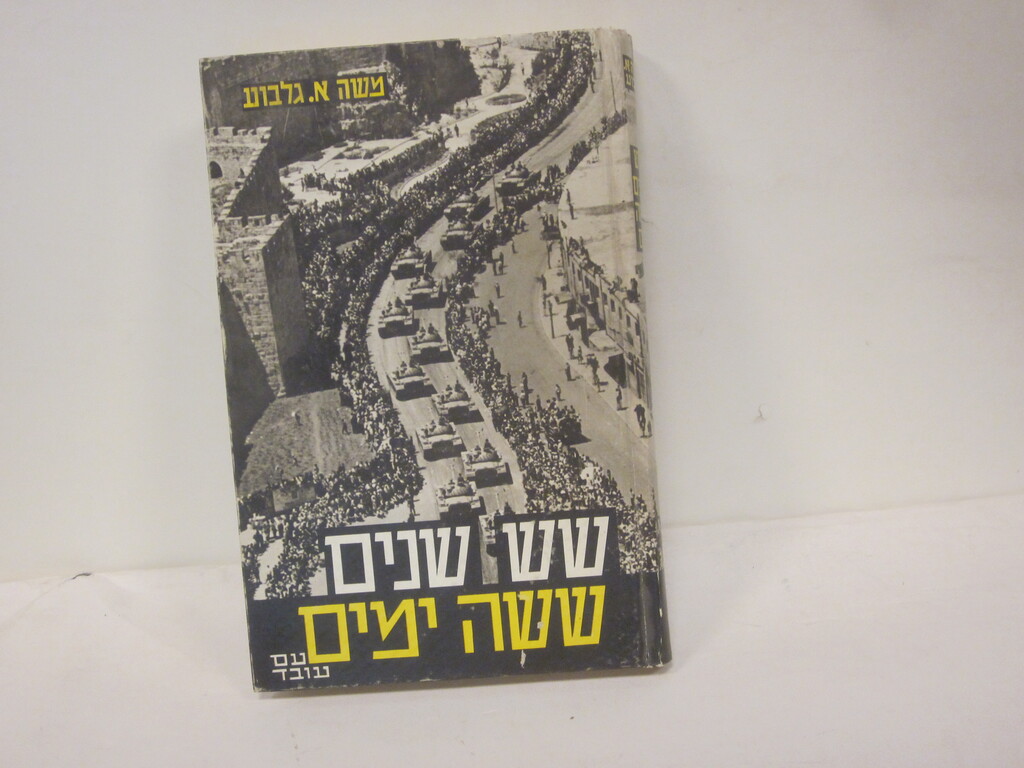 משה א. גלבוע
שש שנים
ששה ימים
עם
עובד